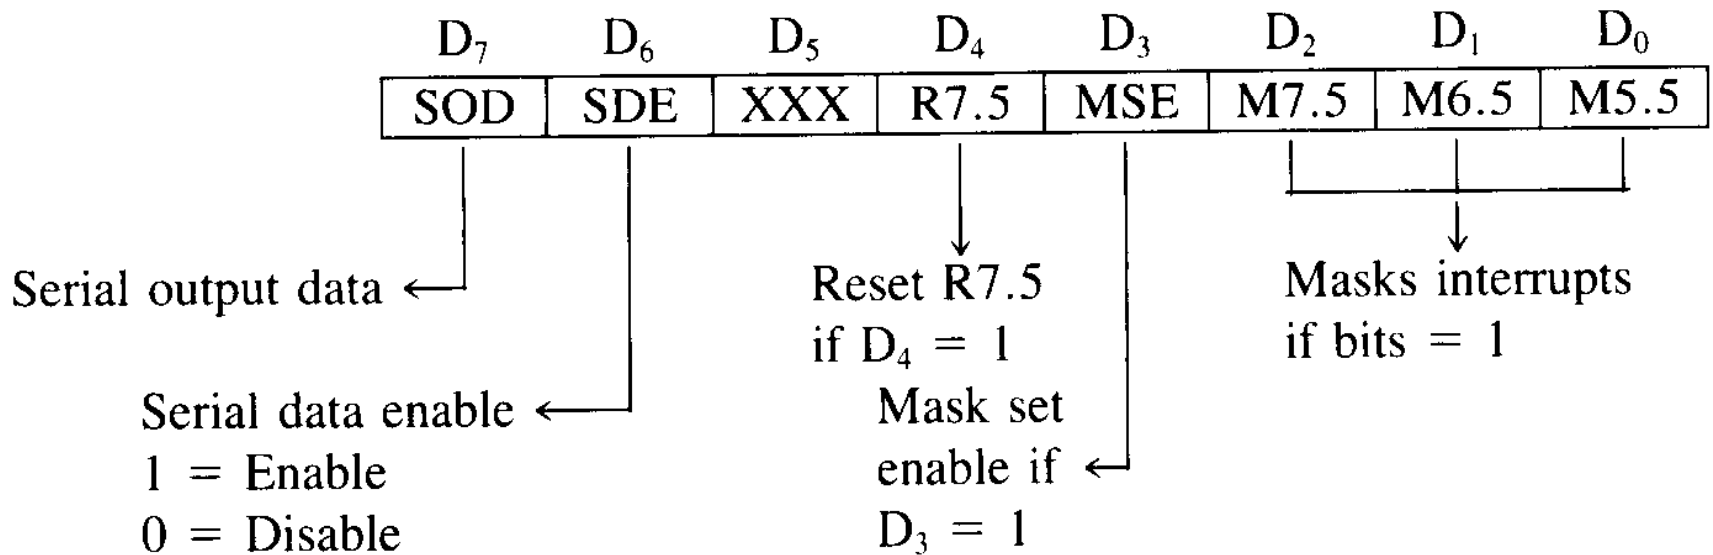 D₇ D₆ D₅ D₄ D₃ D₂ D₁ D₀
SOD SDE XXX R7.5 MSE M7.5 M6.5 M5.5
Serial output data
Reset R7.5
if D₄ = 1
Masks interrupts
if bits = 1
Serial data enable
1 = Enable
0 = Disable
Mask set
enable if
D₃ = 1